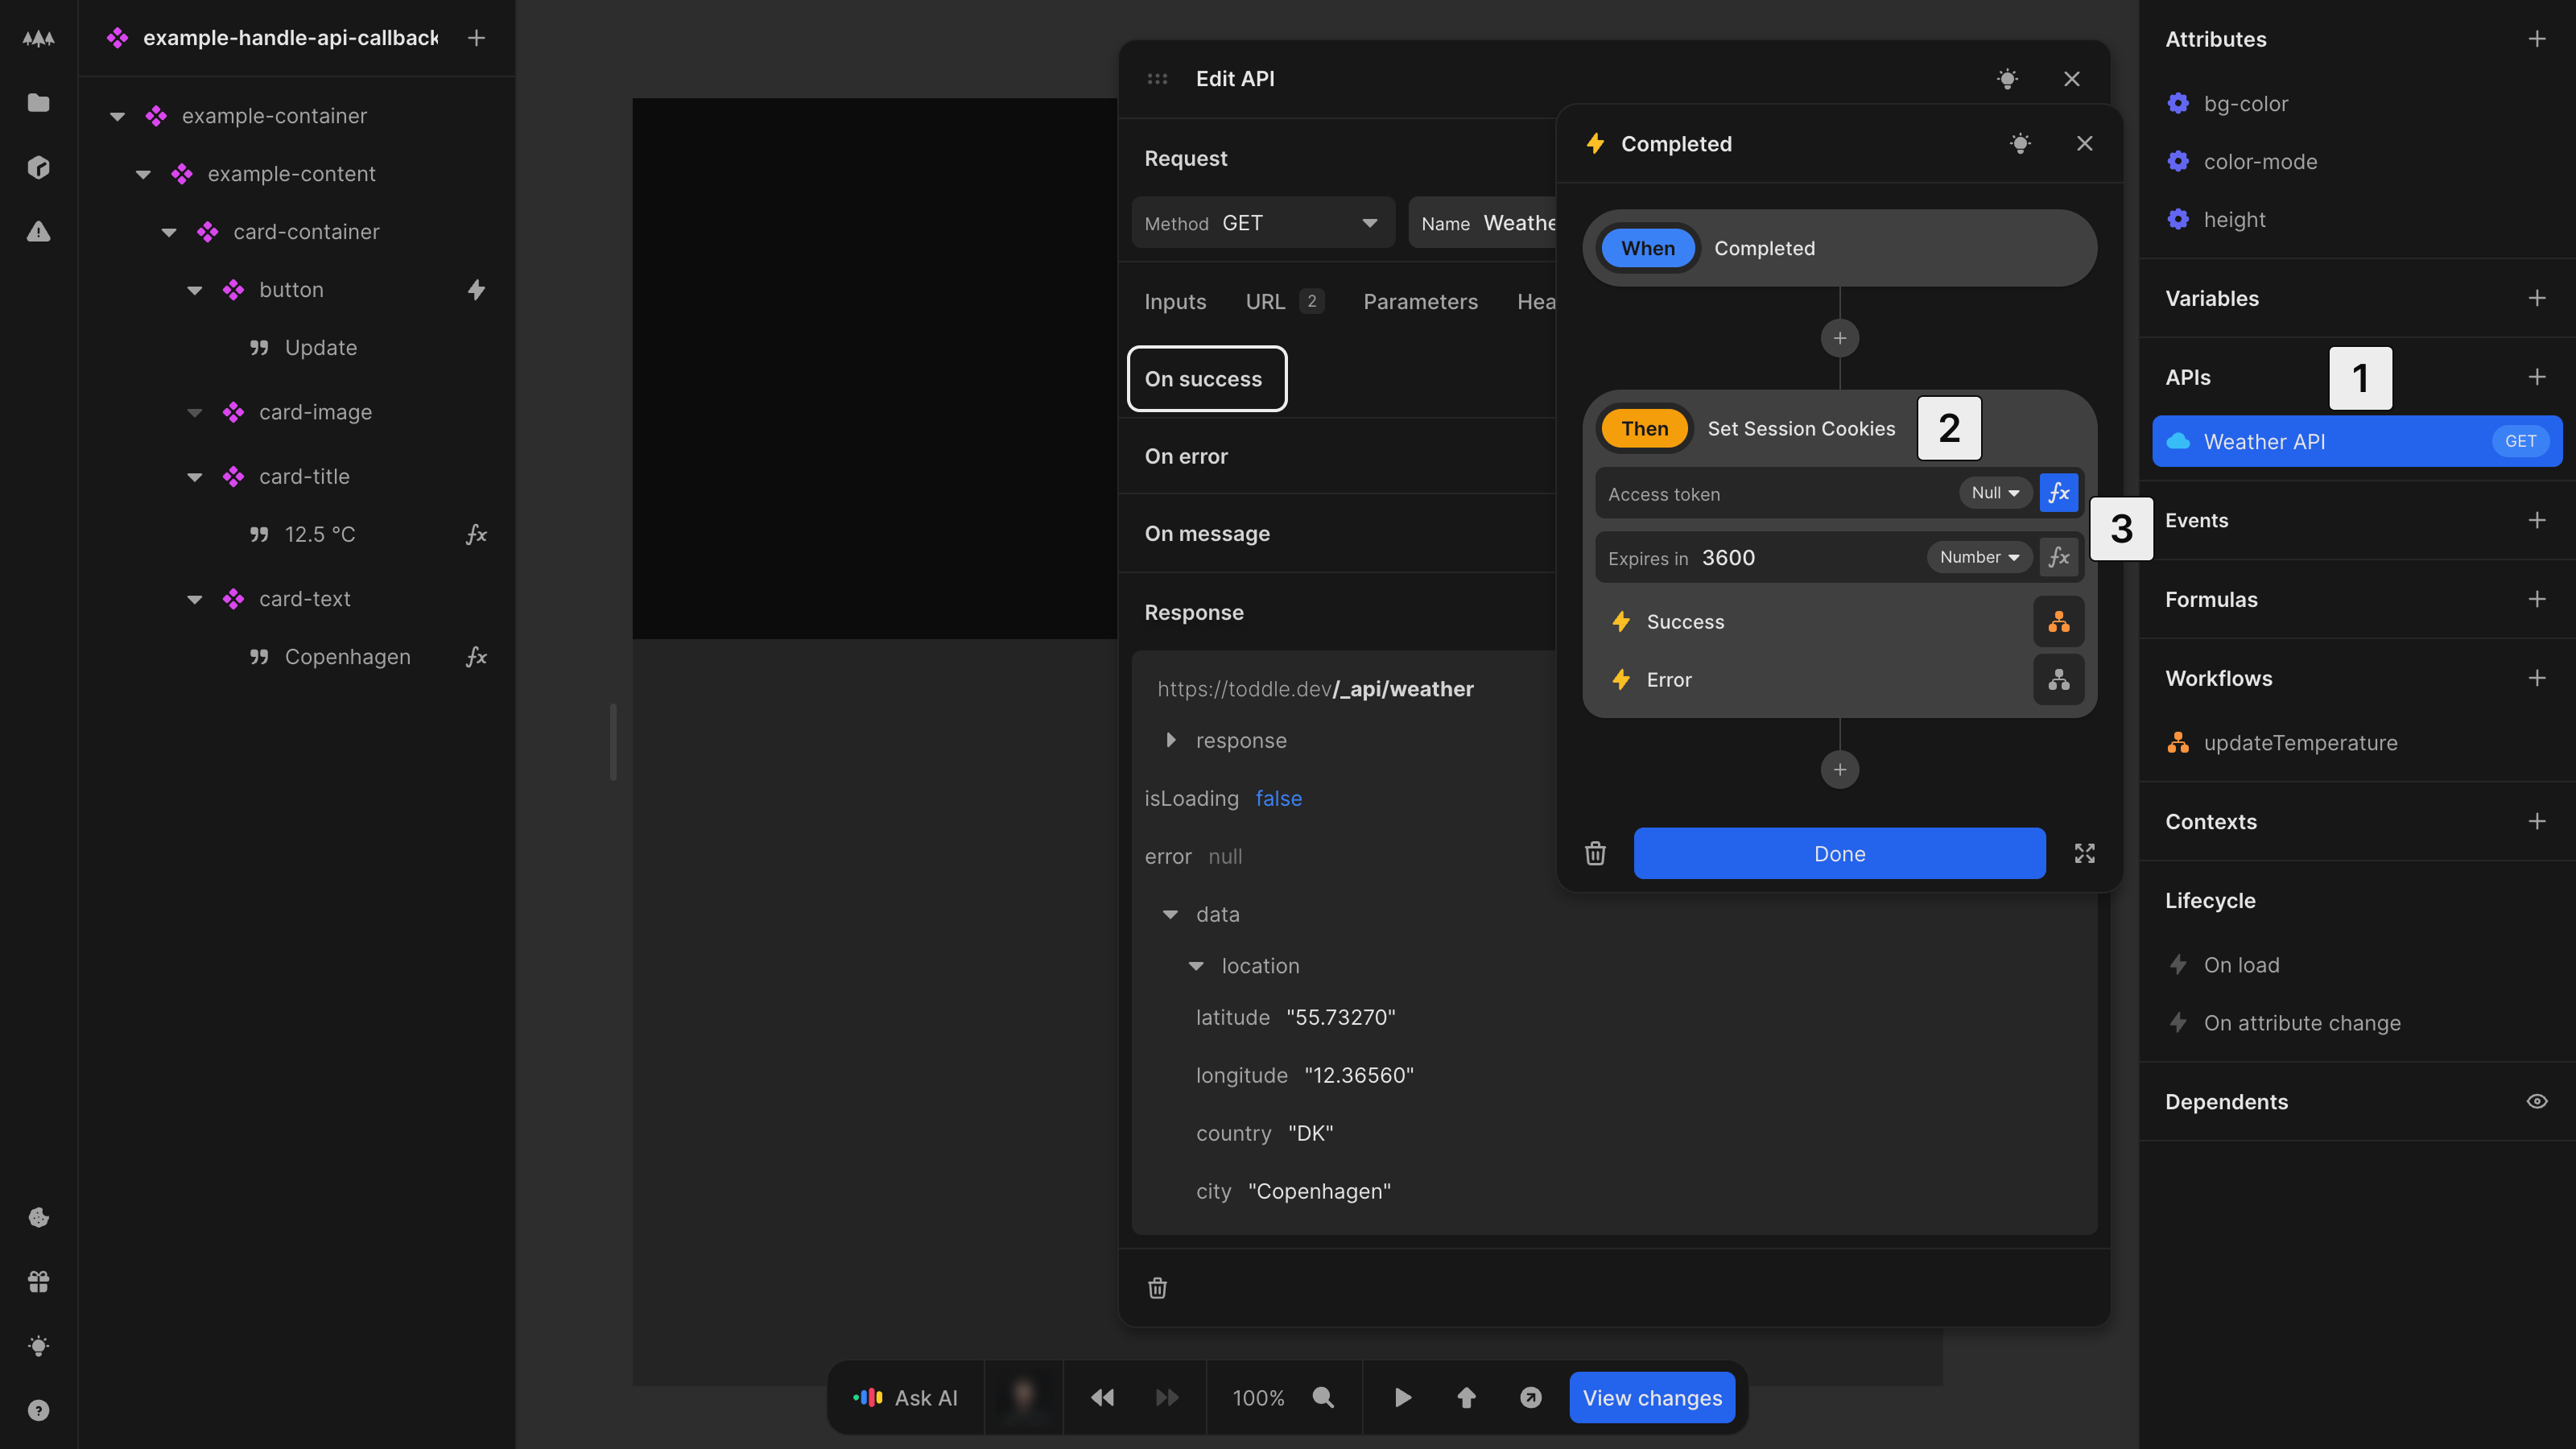 example-handle-api-callback
example-container
example-content
card-container
button
Update
card-image
card-title
12.5 °C
fx
card-text
Copenhagen
fx
Edit API
Request
Method GET
Name Weathe
Inputs
URL 2
Parameters
Hea
On success
On error
On message
Response
https://toddle.dev/_api/weather
response
isLoading false
error null
data
location
latitude "55.73270"
longitude "12.36560"
country "DK"
city "Copenhagen"
Completed
When Completed
Then Set Session Cookies
2
Access token Null fx
Expires in 3600 Number fx
3
Success
Error
Done
Ask AI
100%
View changes
Attributes
bg-color
color-mode
height
Variables
APIs
1
Weather API GET
Events
Formulas
Workflows
updateTemperature
Contexts
Lifecycle
On load
On attribute change
Dependents